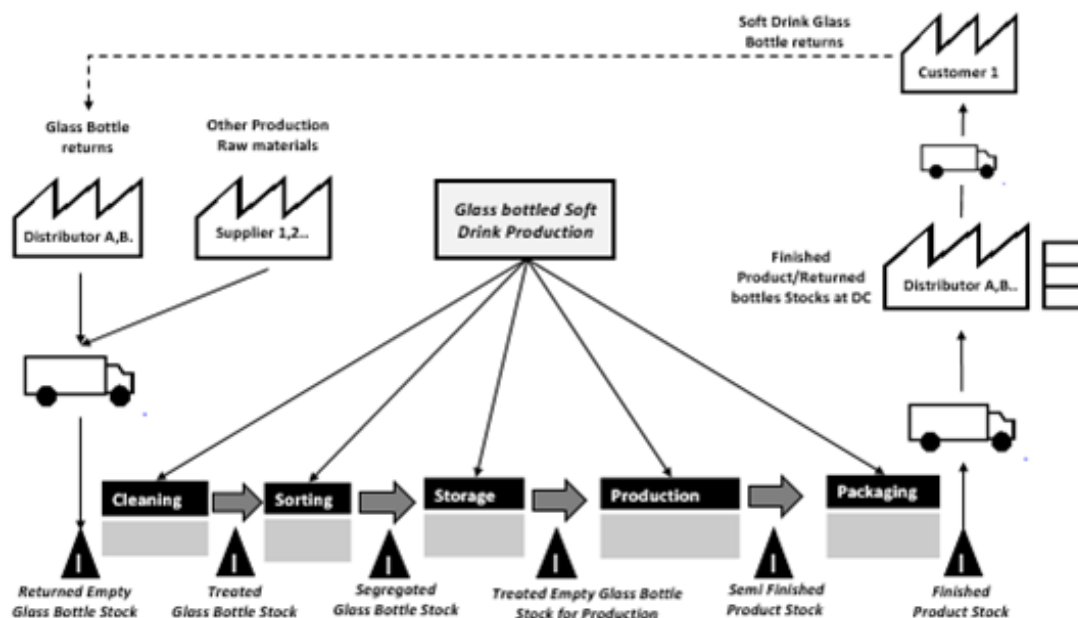 Soft Drink Glass
Bottle returns
Customer 1
Glass Bottle
returns
Other Production
Raw materials
Distributor A,B.
Supplier 1,2..
Glass bottled Soft
Drink Production
Finished
Product/Returned
bottles Stocks at DC
Distributor A,B..
Cleaning
Sorting
Storage
Production
Packaging
I
I
I
I
I
I
Returned Empty
Glass Bottle Stock
Treated
Glass Bottle Stock
Segregated
Glass Bottle Stock
Treated Empty Glass Bottle
Stock for Production
Semi Finished
Product Stock
Finished
Product Stock